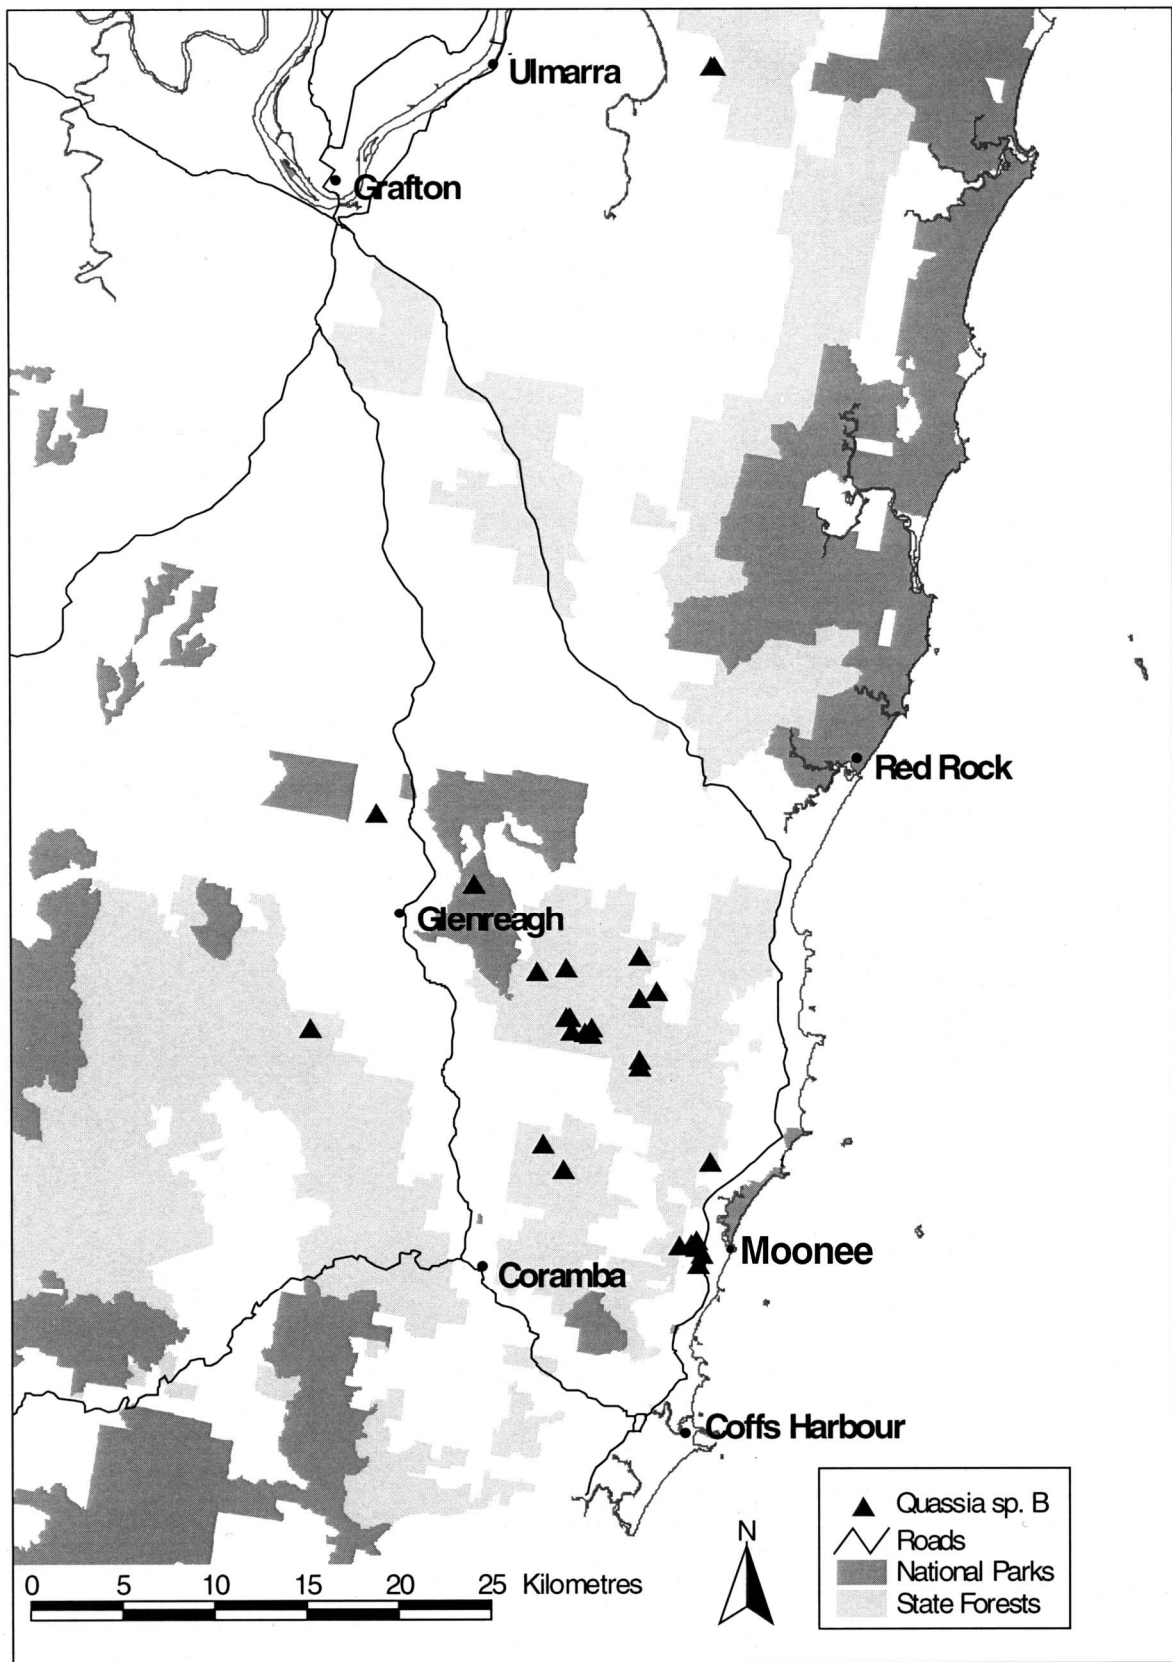 Ulmarra
Grafton
Red Rock
Glenreagh
Moonee
Coramba
Coffs Harbour
Quassia sp. B
Roads
National Parks
State Forests
N
0 5 10 15 20 25 Kilometres